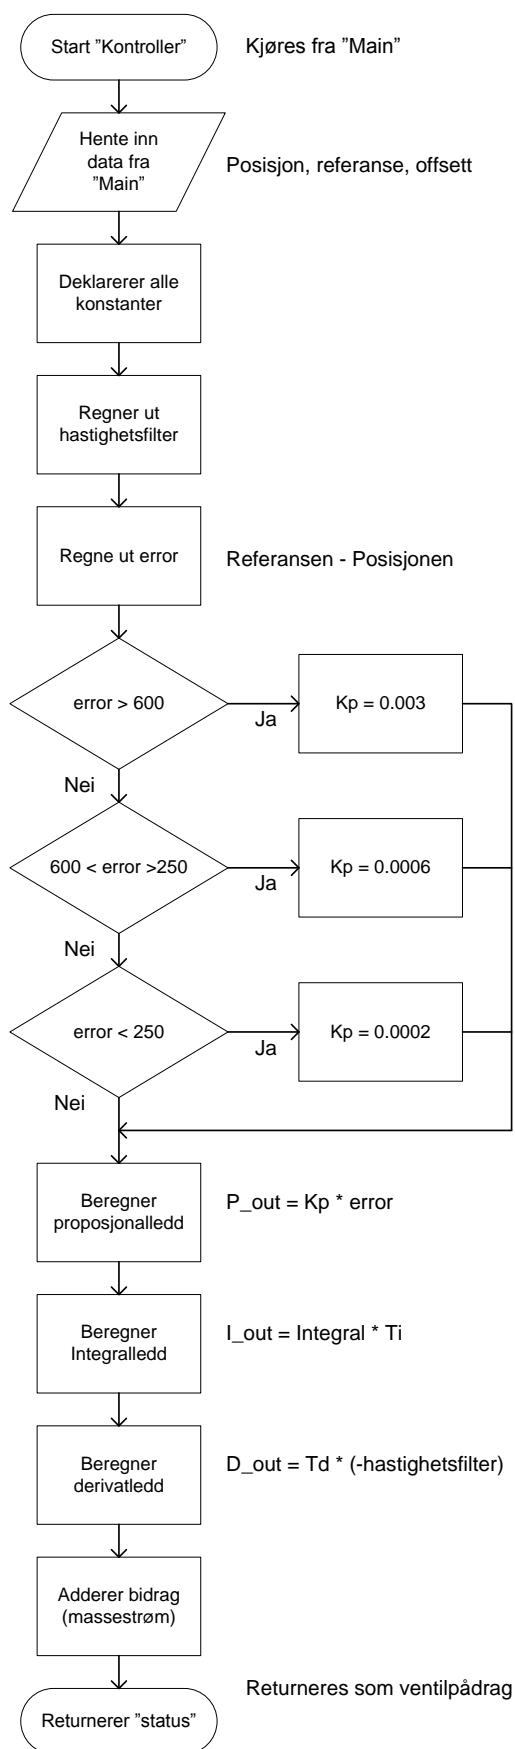 Start ”Kontroller”
Kjøres fra ”Main”
Hente inn
data fra
”Main”
Posisjon, referanse, offsett
Deklarerer alle
konstanter
Regner ut
hastighetsfilter
Regne ut error
Referansen - Posisjonen
error > 600
Ja
Kp = 0.003
Nei
600 < error >250
Ja
Kp = 0.0006
Nei
error < 250
Ja
Kp = 0.0002
Nei
Beregner
proposjonalledd
P_out = Kp * error
Beregner
Integralledd
I_out = Integral * Ti
Beregner
derivatledd
D_out = Td * (-hastighetsfilter)
Adderer bidrag
(massestrøm)
Returneres som ventilpådrag
Returnerer ”status”